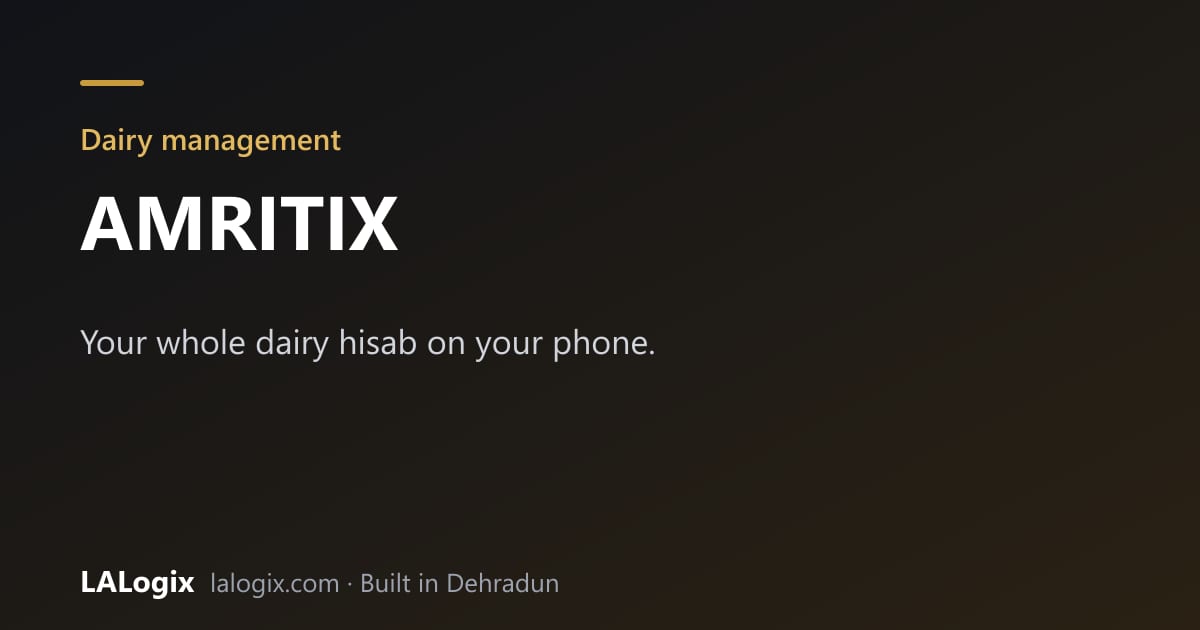 Dairy management
AMRITIX
Your whole dairy hisab on your phone.
LALogix lalogix.com · Built in Dehradun